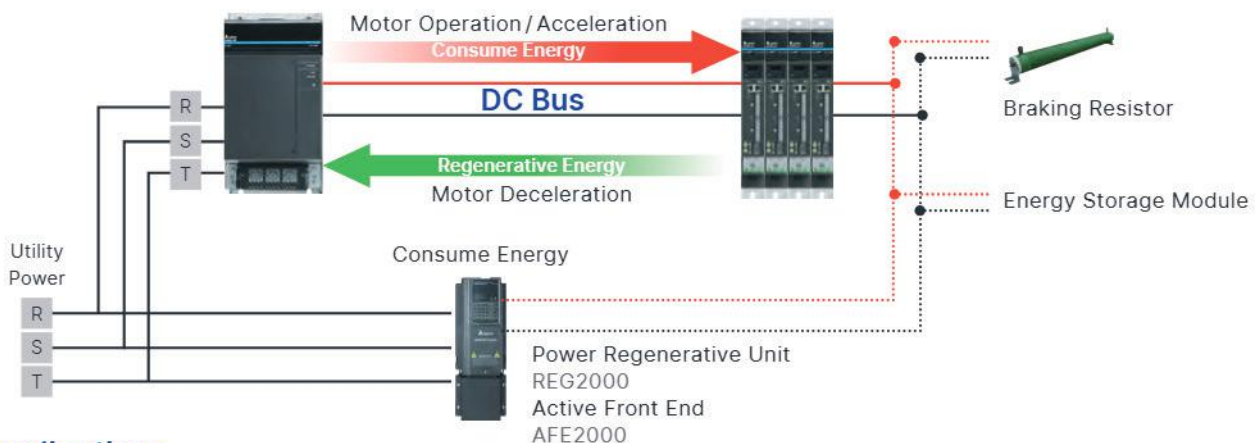 Motor Operation / Acceleration
Consume Energy
DC Bus
Regenerative Energy
Motor Deceleration
R
S
T
Braking Resistor
Energy Storage Module
Utility
Power
R
S
T
Consume Energy
Power Regenerative Unit
REG2000
Active Front End
AFE2000